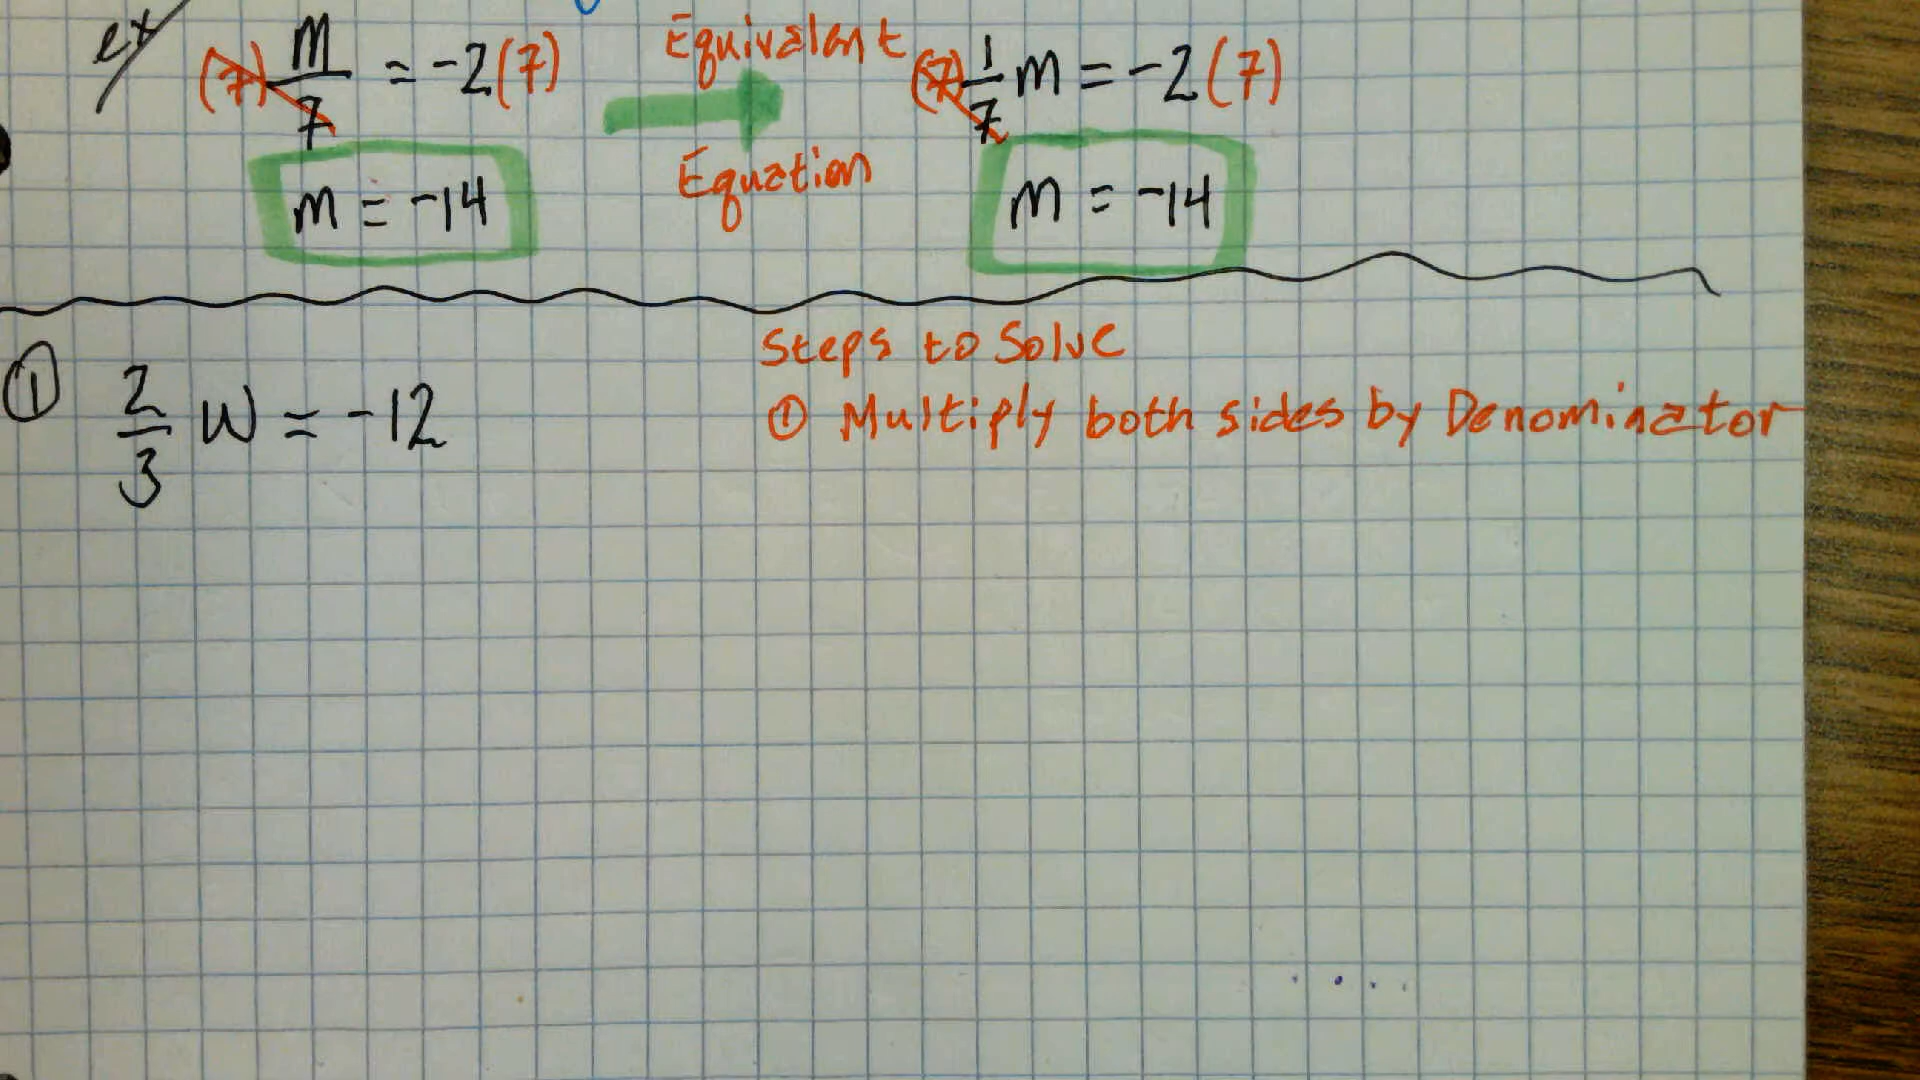 ex/ (7) m/7 = -2(7) Equivalent (7) 1/7 m = -2(7)
Equation
m = -14 m = -14
Steps to Solve
① 2/3 W = -12 ① Multiply both sides by Denominator